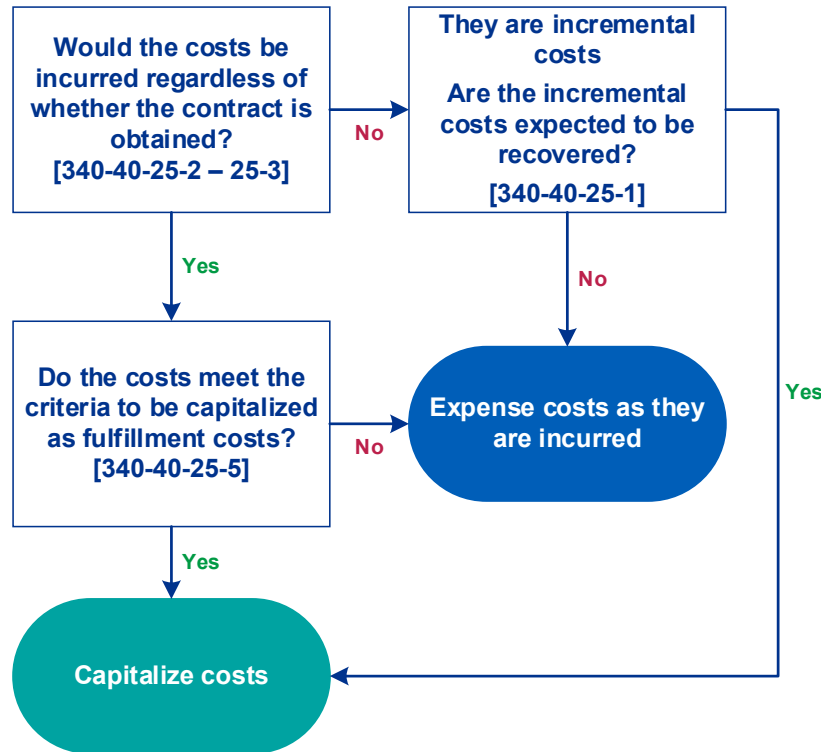 Would the costs be
incurred regardless of
whether the contract is
obtained?
[340-40-25-2 – 25-3]
No
They are incremental
costs
Are the incremental
costs expected to be
recovered?
[340-40-25-1]
Yes
No
Do the costs meet the
criteria to be capitalized
as fulfillment costs?
[340-40-25-5]
No
Expense costs as they
are incurred
Yes
Yes
Capitalize costs